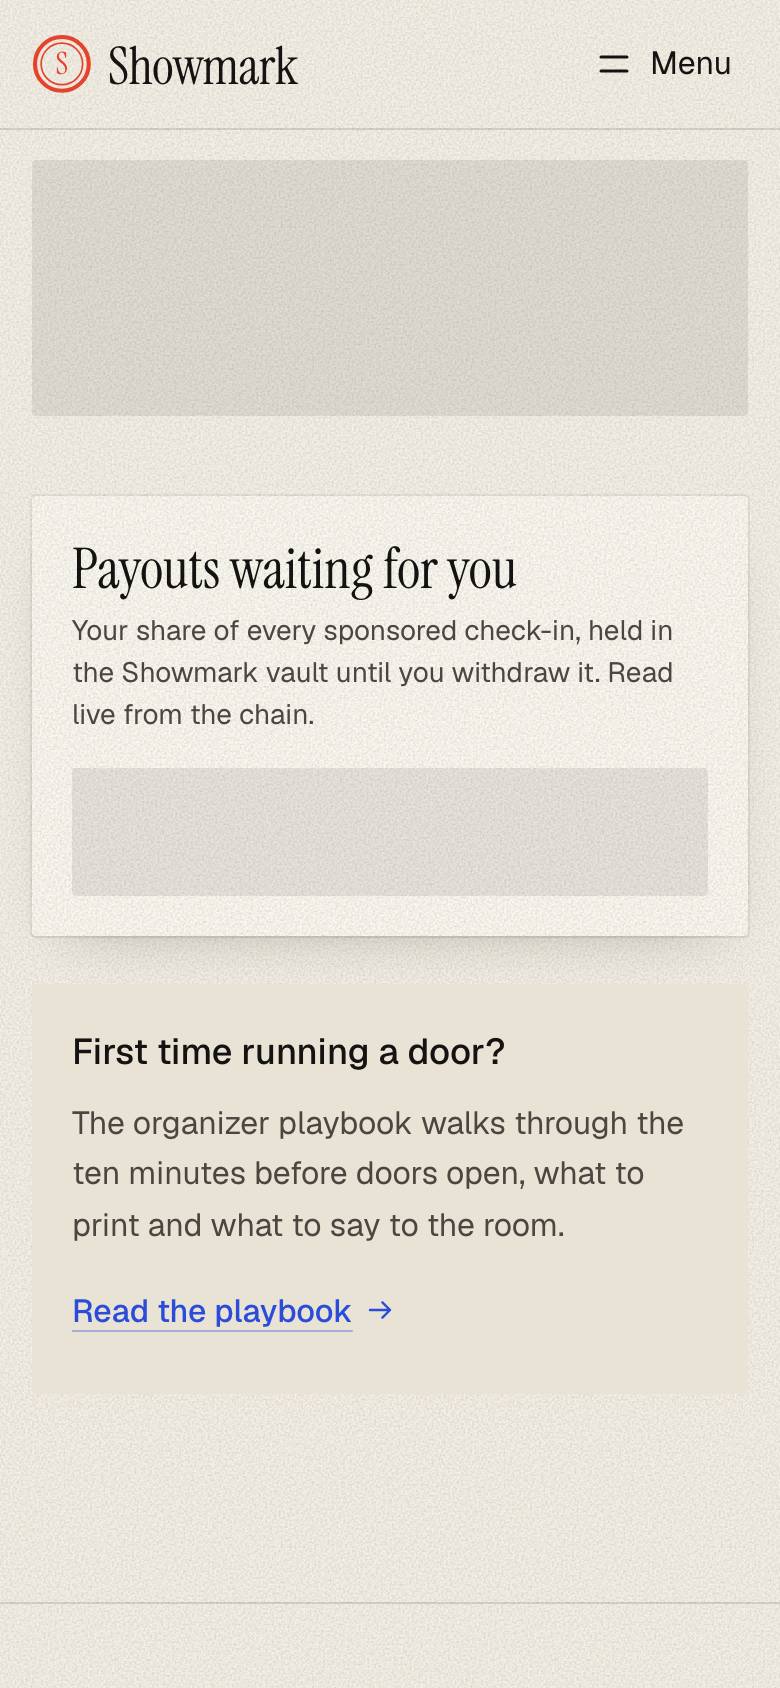 S Showmark
Menu
Payouts waiting for you
Your share of every sponsored check-in, held in
the Showmark vault until you withdraw it. Read
live from the chain.
First time running a door?
The organizer playbook walks through the
ten minutes before doors open, what to
print and what to say to the room.
Read the playbook →